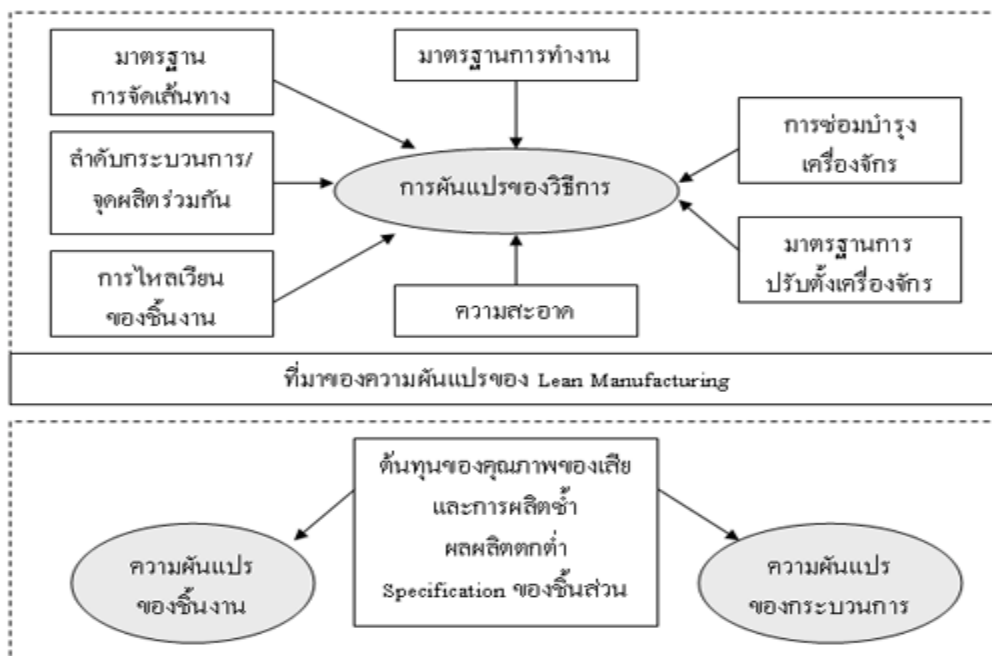 มาตรฐาน
การจัดเส้นทาง
มาตรฐานการทำงาน
การซ่อมบำรุง
เครื่องจักร
ลำดับกระบวนการ/
จุดผลิตร่วมกัน
การผันแปรของวิธีการ
การไหลเวียน
ของชิ้นงาน
ความสะอาด
มาตรฐานการ
ปรับตั้งเครื่องจักร
ที่มาของความผันแปรของ Lean Manufacturing
ต้นทุนของคุณภาพของเสีย
และการผลิตซ้ำ
ผลผลิตตกต่ำ
Specification ของชิ้นส่วน
ความผันแปร
ของชิ้นงาน
ความผันแปร
ของกระบวนการ